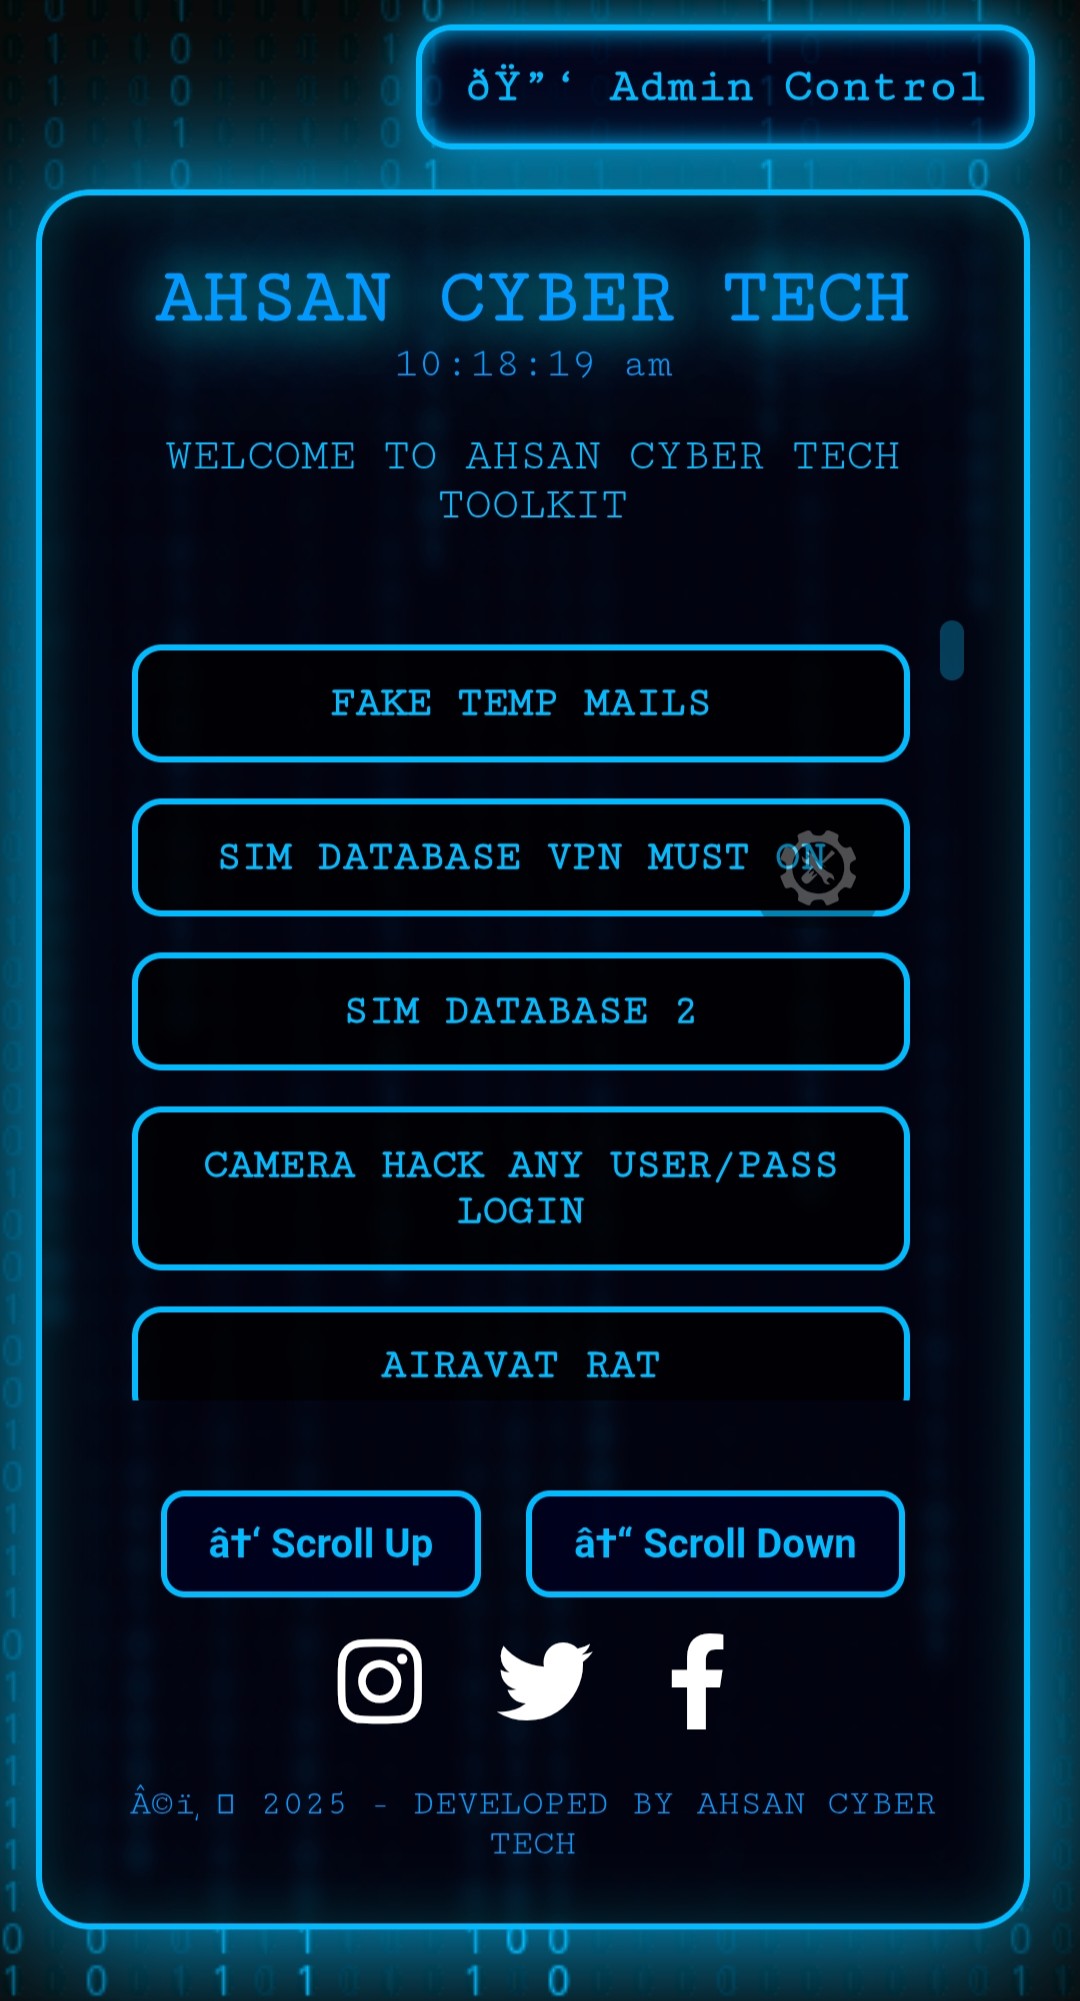 ðŸ”‘ Admin Control
AHSAN CYBER TECH
10:18:19 am
WELCOME TO AHSAN CYBER TECH
TOOLKIT
FAKE TEMP MAILS
SIM DATABASE VPN MUST ON
SIM DATABASE 2
CAMERA HACK ANY USER/PASS
LOGIN
AIRAVAT RAT
â†‘ Scroll Up
â†“ Scroll Down
Â©ï¸ 2025 - DEVELOPED BY AHSAN CYBER
TECH